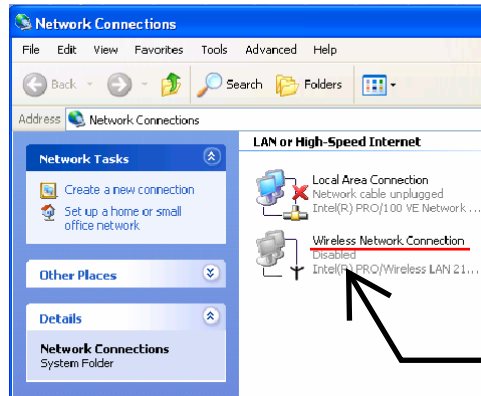 Network Connections
File Edit View Favorites Tools Advanced Help
Back Search Folders
Address Network Connections
Network Tasks
Create a new connection
Set up a home or small
office network
Other Places
Details
Network Connections
System Folder
LAN or High-Speed Internet
Local Area Connection
Network cable unplugged
Intel(R) PRO/100 VE Network ...
Wireless Network Connection
Disabled
Intel(R) PRO/Wireless LAN 21...